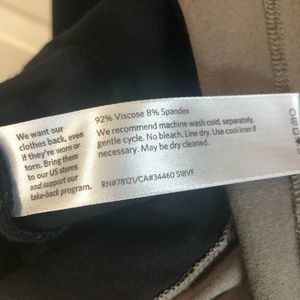 We want our
clothes back, even
if they're worn or
torn. Bring them
to our US stores
and support our
take-back program.
92% Viscose 8% Spandex
We recommend machine wash cold, separately,
gentle cycle. No bleach. Line dry. Use cool iron if
necessary. May be dry cleaned.
RN#78121/CA#34460 S18VF